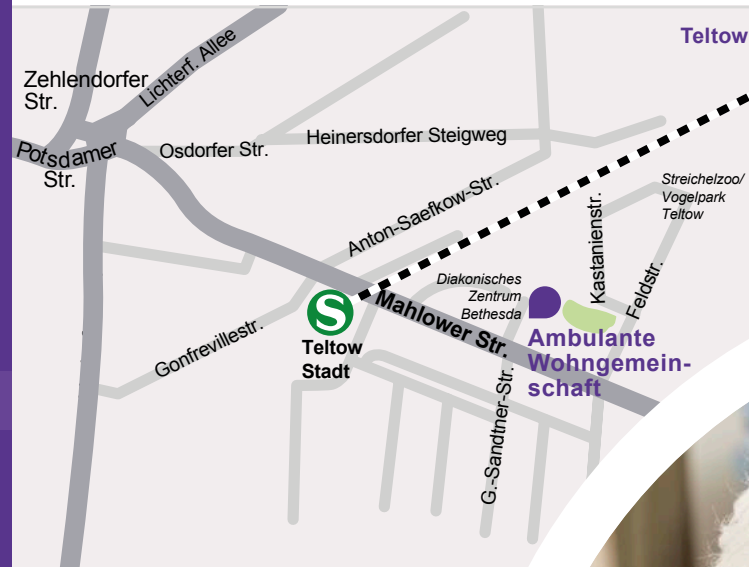 Teltow
Zehlendorfer
Str.
Lichterf. Allee
Potsdamer
Str.
Osdorfer Str.
Heinersdorfer Steigweg
Anton-Saefkow-Str.
Streichelzoo/
Vogelpark
Teltow
Kastanienstr.
Feldstr.
Diakonisches
Zentrum
Bethesda
S
Mahlower Str.
Teltow
Stadt
Gonfrevillestr.
Ambulante
Wohngemein-
schaft
G.-Sandtner-Str.